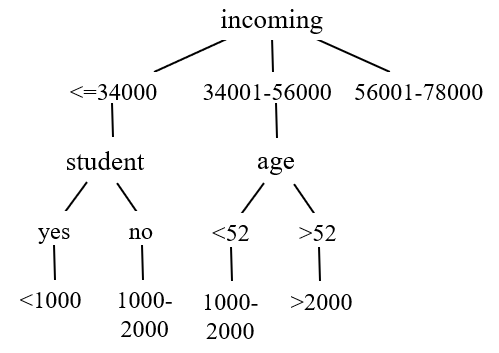 incoming
<=34000 34001-56000 56001-78000
student age
yes no <52 >52
<1000 1000- 1000- >2000
2000 2000